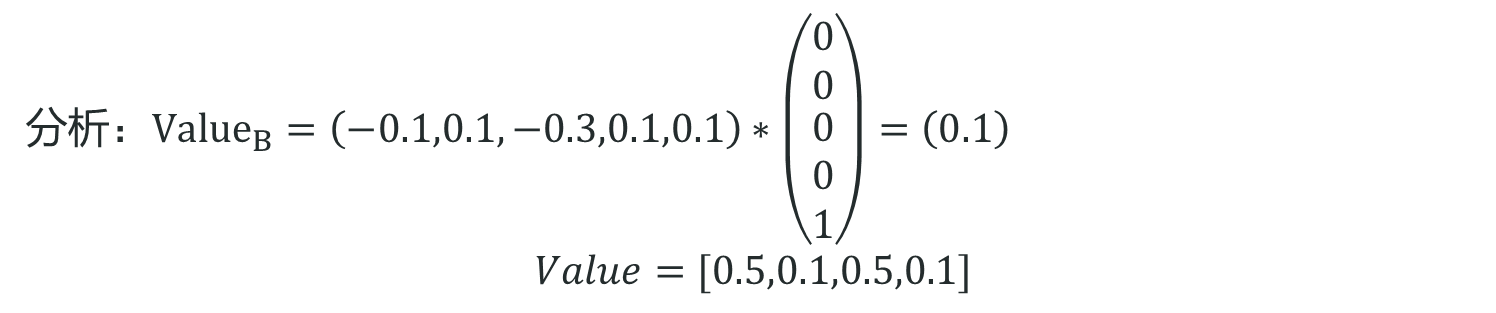 分析：Value_B = (−0.1,0.1,−0.3,0.1,0.1) * (0 0 0 0 1) = (0.1)
Value = [0.5,0.1,0.5,0.1]